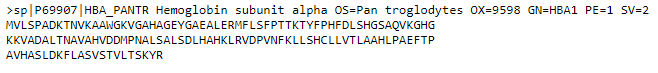 >sp|P69907|HBA_PANTR Hemoglobin subunit alpha OS=Pan troglodytes OX=9598 GN=HBA1 PE=1 SV=2
MVLSPADKTNVKAAWGKVGAHAGEYGAEALERMFLSFPTTKTYFPHFDLSHGSAQVKGHG
KKVADALTNAVAHVDDMPNALSALSDLHAHKLRVDPVNFKLLSHCLLVTLAAHLPAEFTP
AVHASLDKFLASVSTVLTSKYR